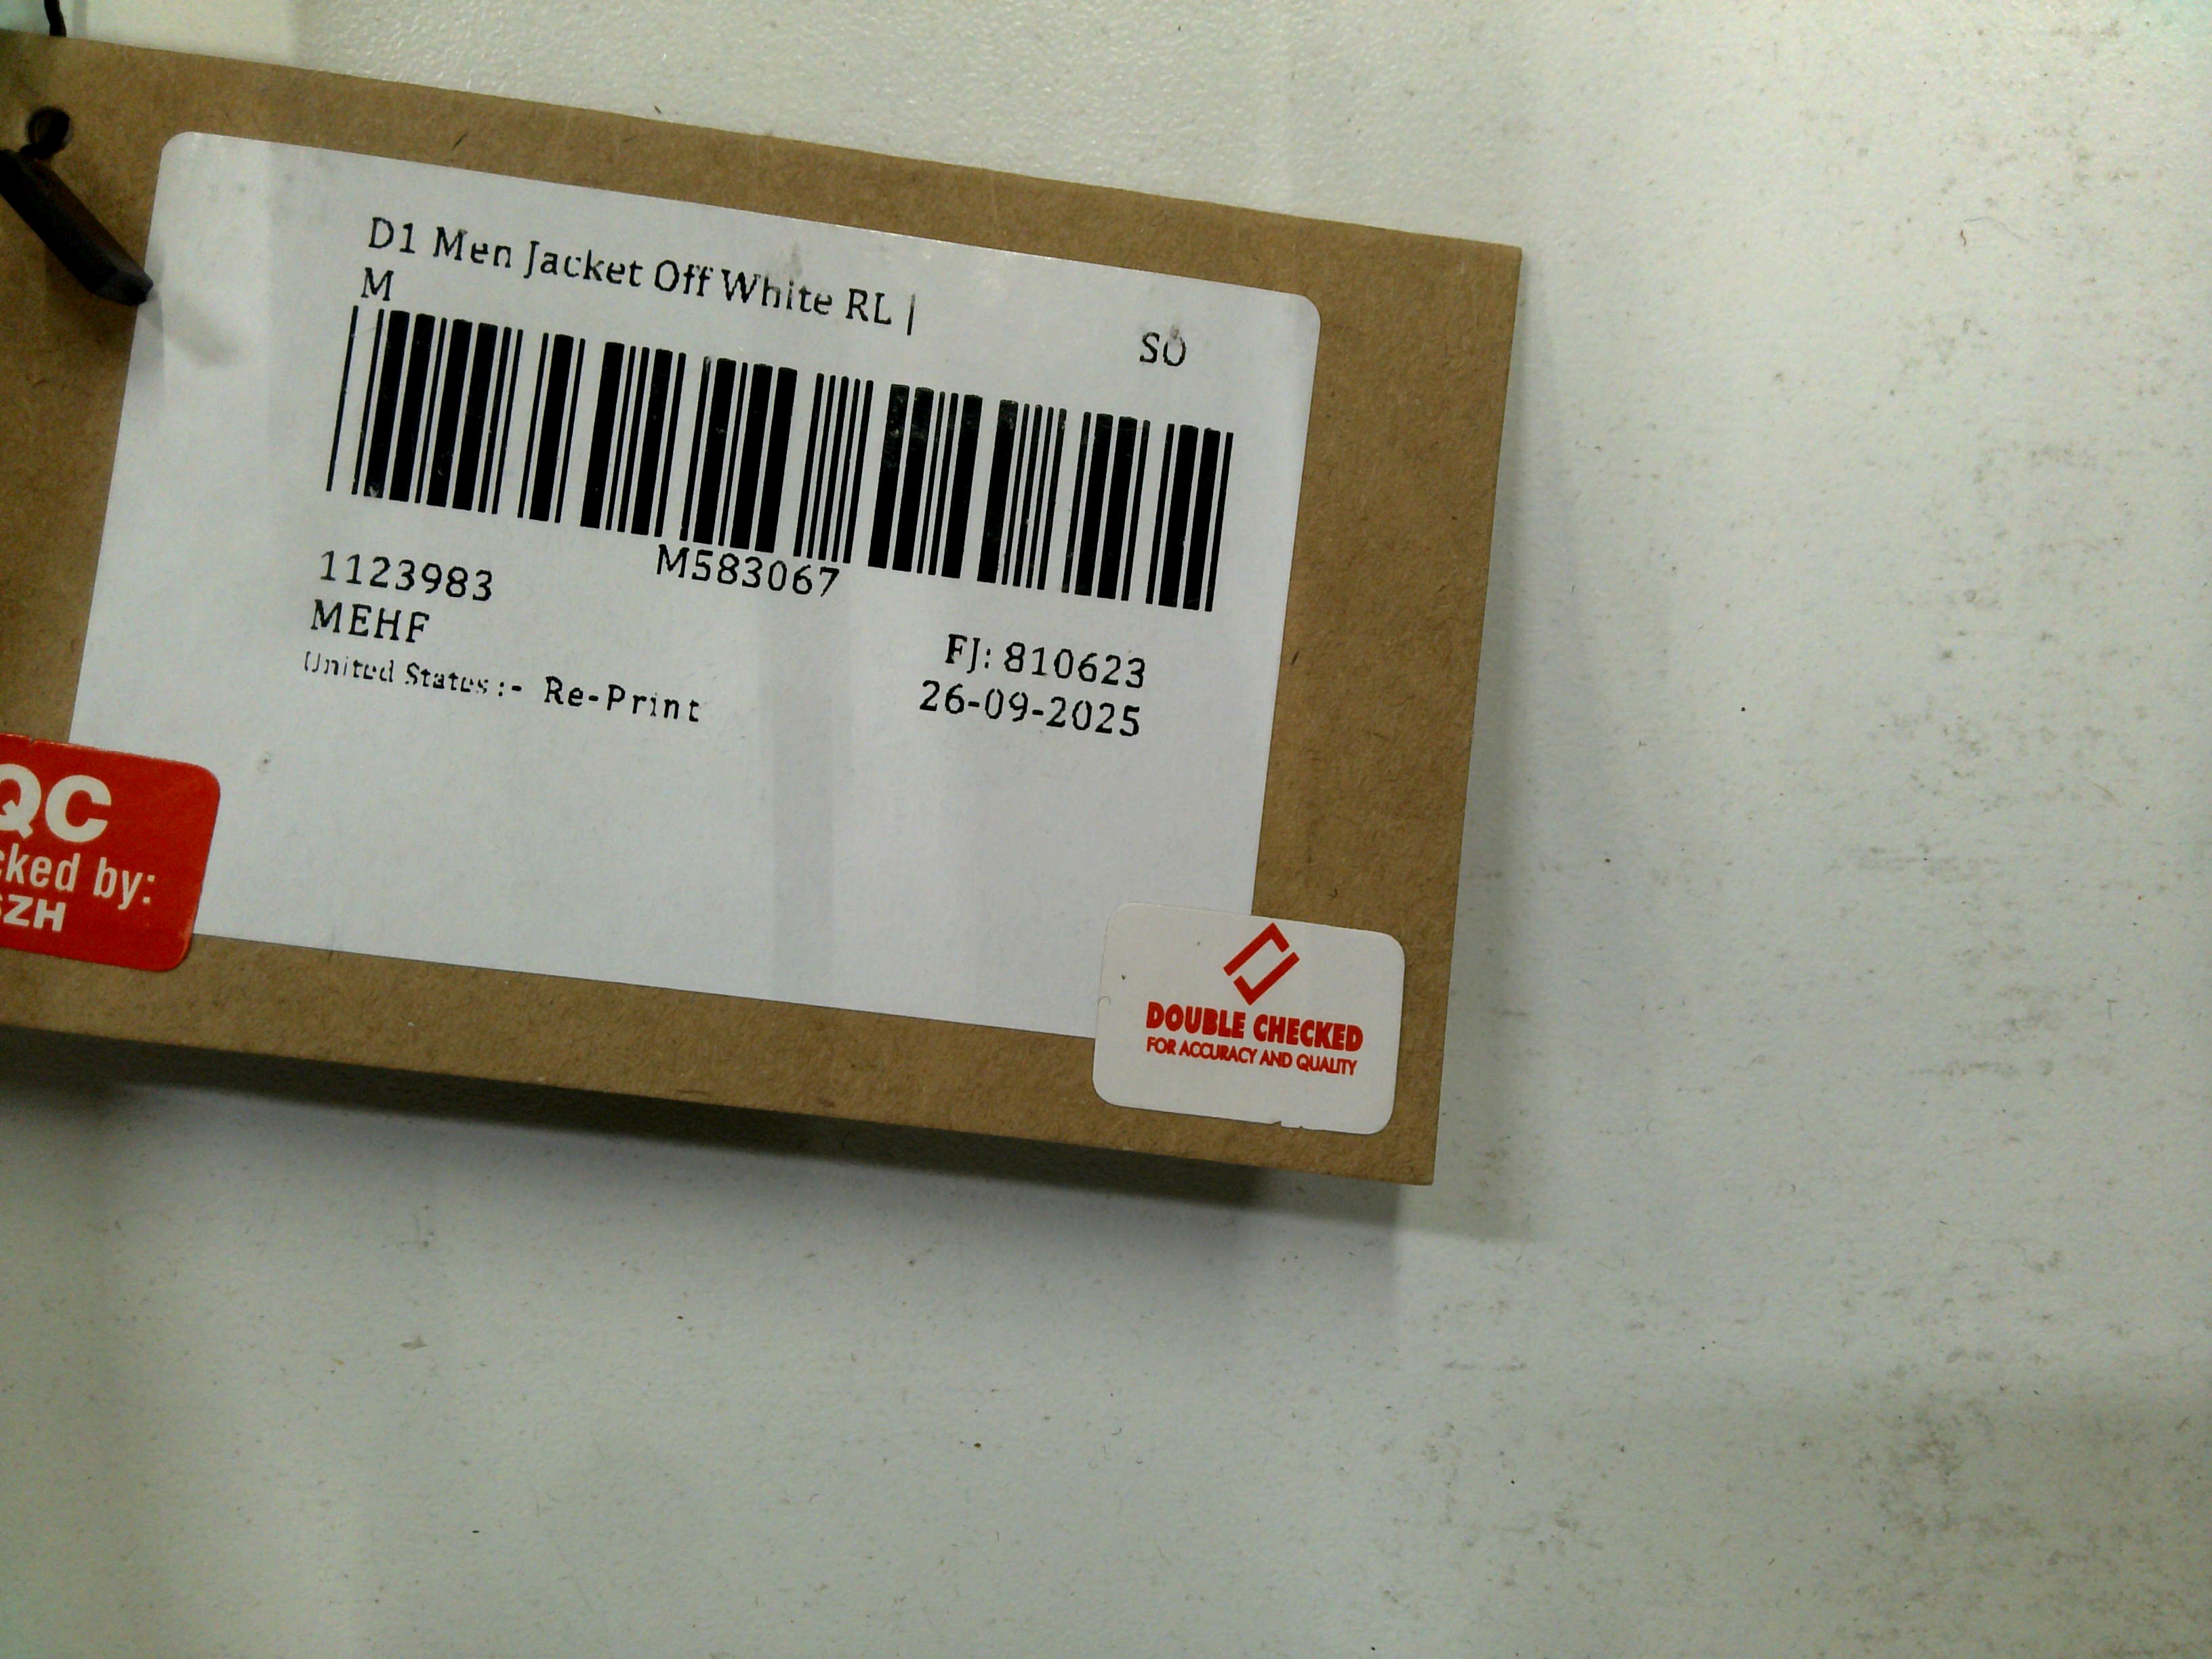 D1 Men Jacket Off White RL |
M
SO
M583067
1123983
MEHF
FJ: 810623
United States :- Re-Print
26-09-2025
QC
cked by:
ZH
DOUBLE CHECKED
FOR ACCURACY AND QUALITY